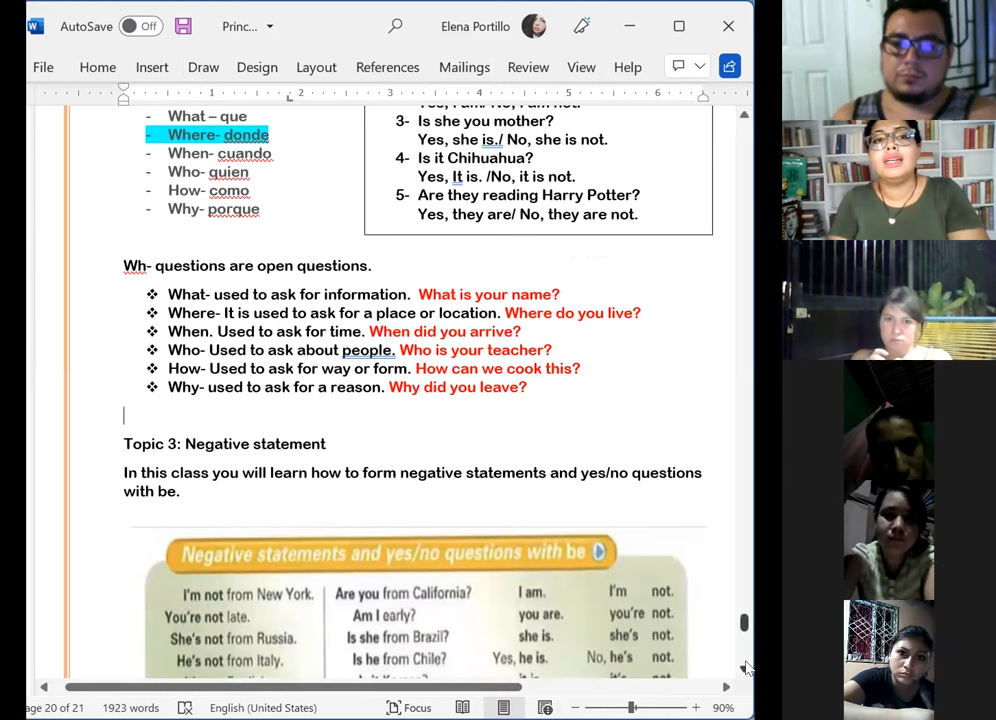 AutoSave Off Princ... Elena Portillo
File Home Insert Draw Design Layout References Mailings Review View Help
1 2 3 4 5 6
- What – que
- Where- donde
- When- cuando
- Who- quien
- How- como
- Why- porque
3- Is she you mother?
Yes, she is./ No, she is not.
4- Is it Chihuahua?
Yes, It is. /No, it is not.
5- Are they reading Harry Potter?
Yes, they are/ No, they are not.
Wh- questions are open questions.
❖ What- used to ask for information. What is your name?
❖ Where- It is used to ask for a place or location. Where do you live?
❖ When. Used to ask for time. When did you arrive?
❖ Who- Used to ask about people. Who is your teacher?
❖ How- Used to ask for way or form. How can we cook this?
❖ Why- used to ask for a reason. Why did you leave?
Topic 3: Negative statement
In this class you will learn how to form negative statements and yes/no questions
with be.
Negative statements and yes/no questions with be
I'm not from New York. Are you from California? I am. I'm not.
You're not late. Am I early? you are. you're not.
She's not from Russia. Is she from Brazil? she is. she's not.
He's not from Italy. Is he from Chile? Yes, he is. No, he's not.
age 20 of 21 1923 words English (United States) Focus 90%